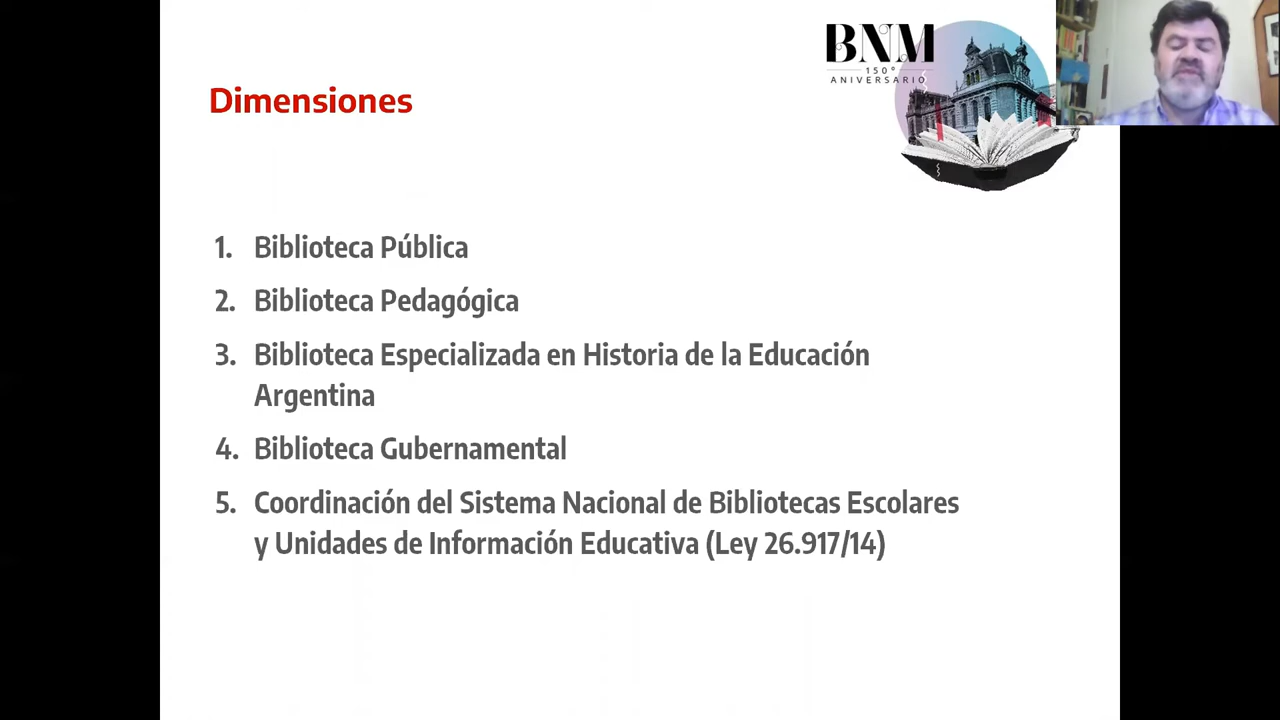 BNM
150°
ANIVERSARIO
Dimensiones
1. Biblioteca Pública
2. Biblioteca Pedagógica
3. Biblioteca Especializada en Historia de la Educación
Argentina
4. Biblioteca Gubernamental
5. Coordinación del Sistema Nacional de Bibliotecas Escolares
y Unidades de Información Educativa (Ley 26.917/14)